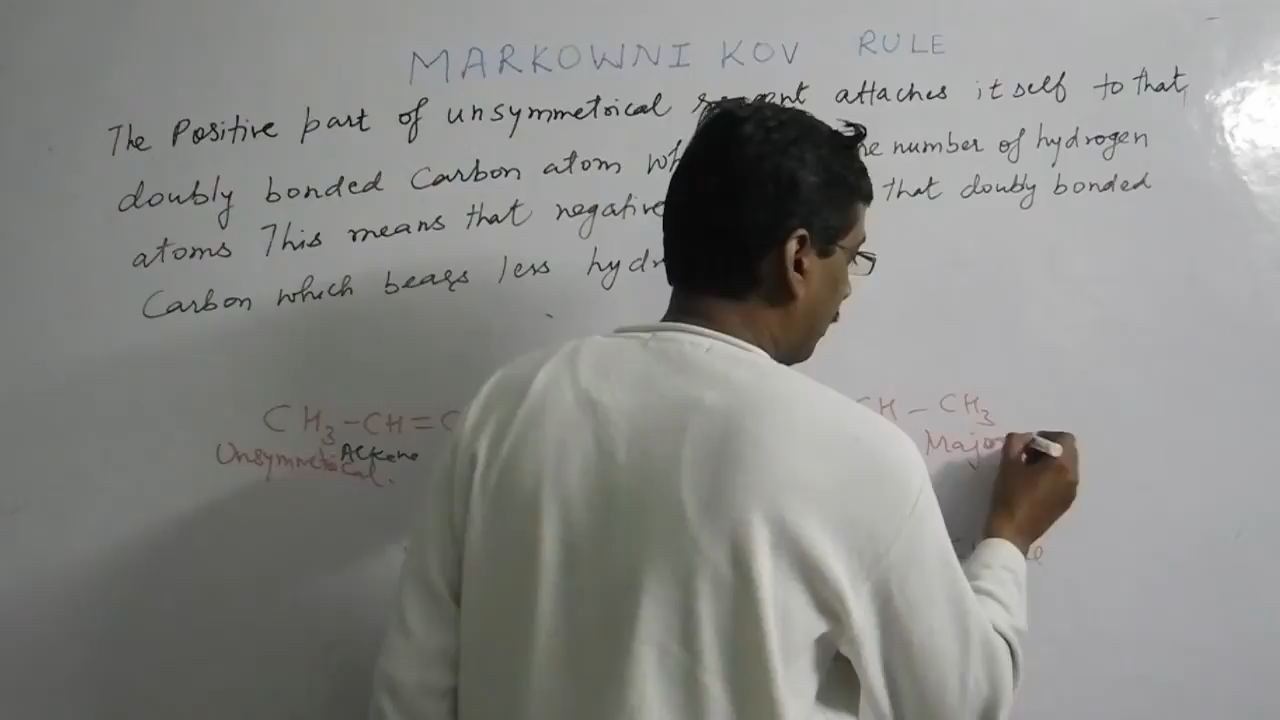 MARKOWNI KOV RULE
The Positive part of unsymmetrical attaches itself to that
doubly bonded Carbon atom number of hydrogen
atoms This means that negative that doubly bonded
Carbon which bears less
CH3-CH=C CH-CH3
Unsymmetrical Alkene Major